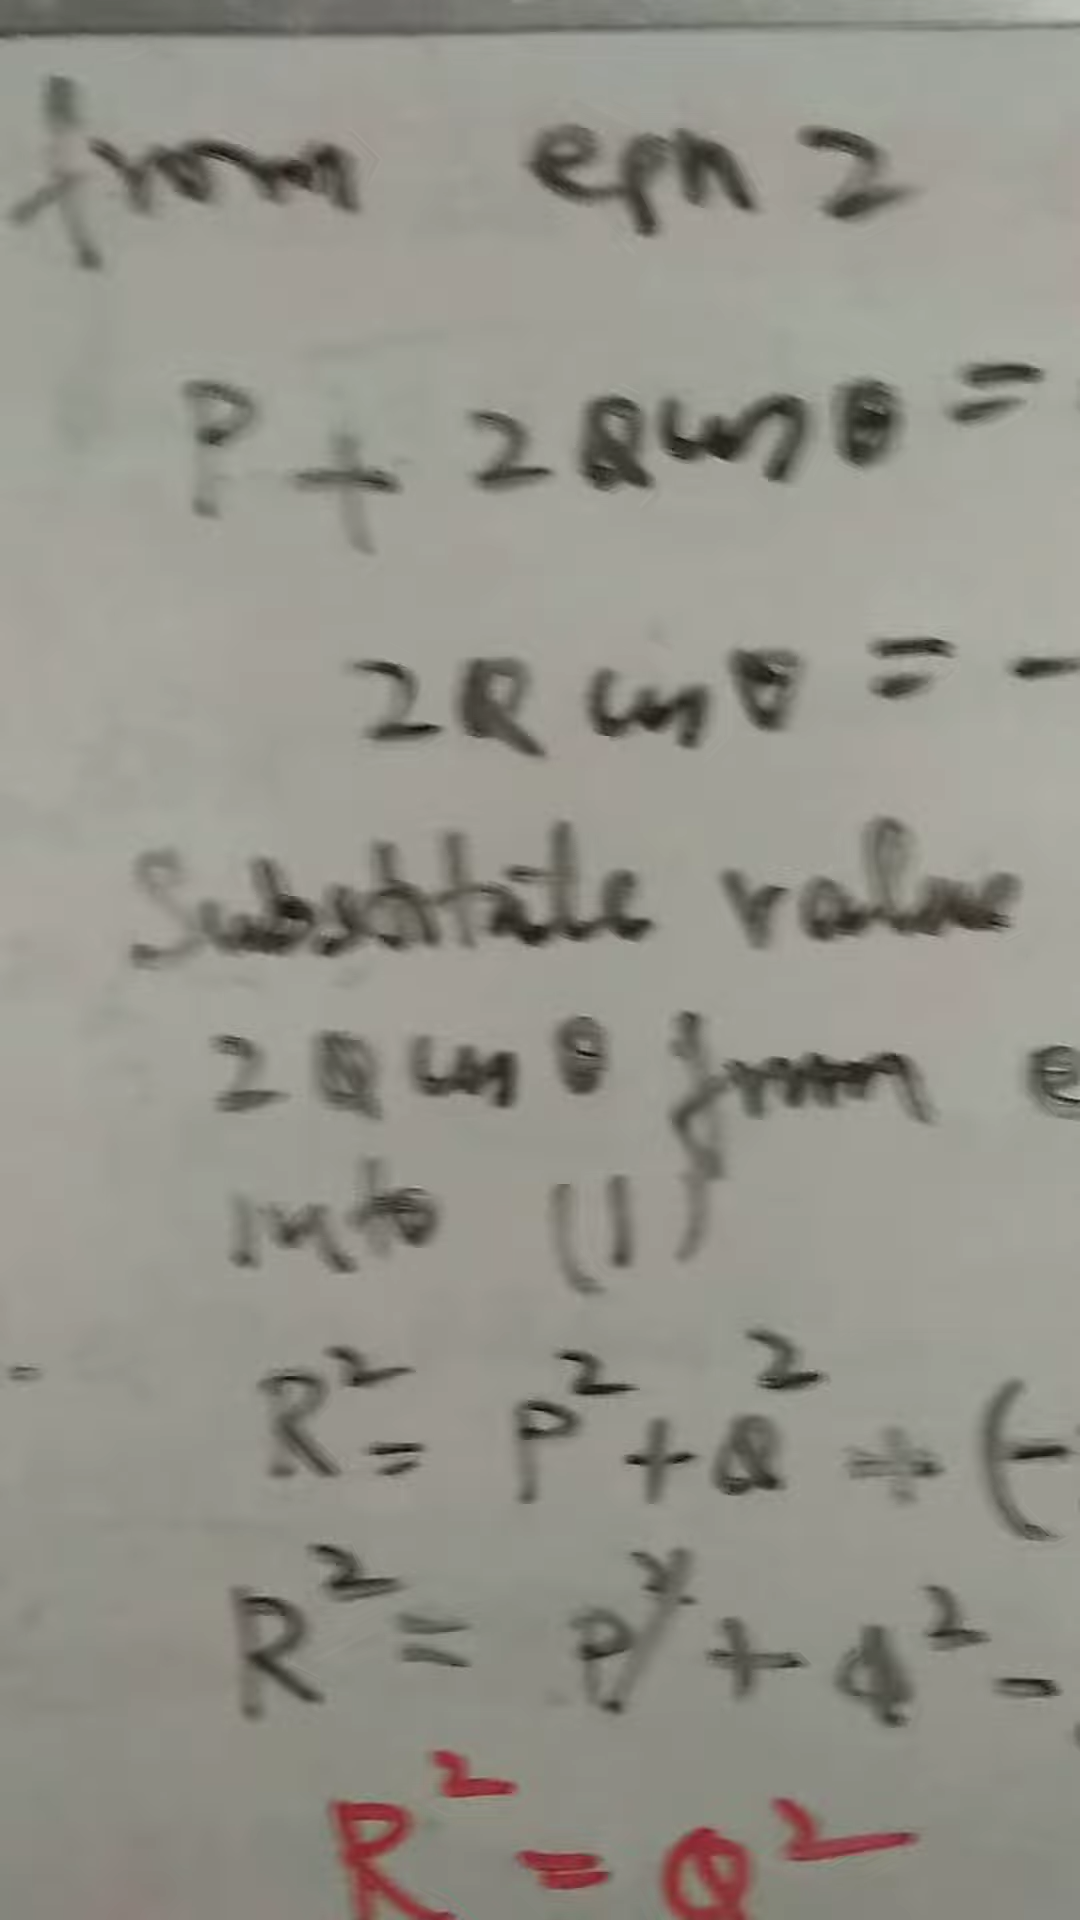 from eqn 2
P + 2Q cos θ =
2Q cos θ = -
Substitute value
2Q cos θ from e
into (1)
R² = P² + Q² + (-
R² = P² + Q² -
R² = Q²